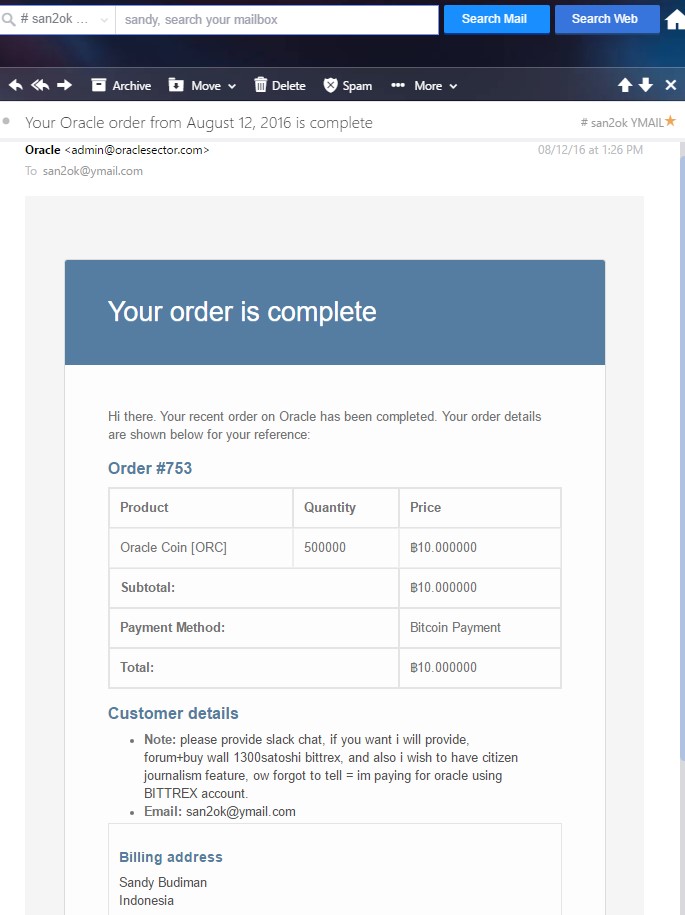 # san2ok ...
sandy, search your mailbox
Search Mail
Search Web
Archive
Move
Delete
Spam
More
Your Oracle order from August 12, 2016 is complete
# san2ok YMAIL
Oracle <admin@oraclesector.com>
08/12/16 at 1:26 PM
To san2ok@ymail.com
Your order is complete
Hi there. Your recent order on Oracle has been completed. Your order details
are shown below for your reference:
Order #753
Product Quantity Price
Oracle Coin [ORC] 500000 ฿10.000000
Subtotal: ฿10.000000
Payment Method: Bitcoin Payment
Total: ฿10.000000
Customer details
• Note: please provide slack chat, if you want i will provide,
forum+buy wall 1300satoshi bittrex, and also i wish to have citizen
journalism feature, ow forgot to tell = im paying for oracle using
BITTREX account.
• Email: san2ok@ymail.com
Billing address
Sandy Budiman
Indonesia